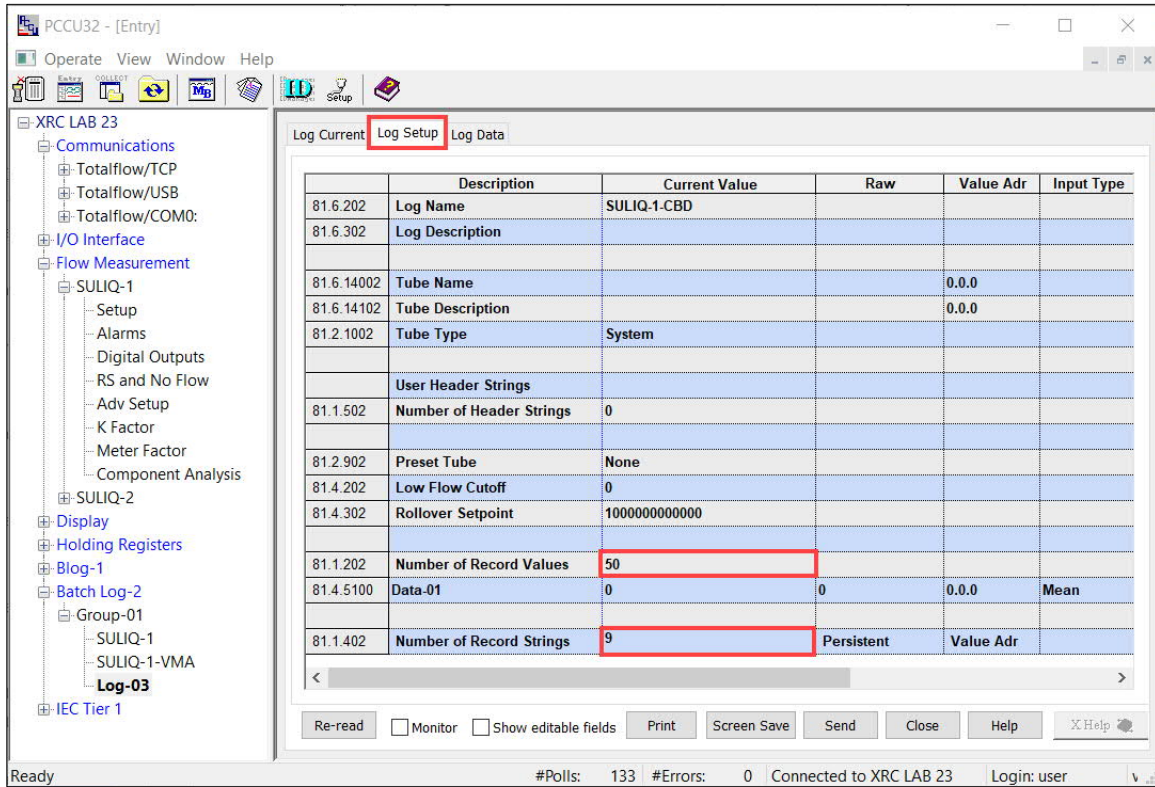 PCCU32 - [Entry]
Operate View Window Help
Entry COLLECT MB ID Setup
XRC LAB 23
Communications
Totalflow/TCP
Totalflow/USB
Totalflow/COM0:
I/O Interface
Flow Measurement
SULIQ-1
Setup
Alarms
Digital Outputs
RS and No Flow
Adv Setup
K Factor
Meter Factor
Component Analysis
SULIQ-2
Display
Holding Registers
Blog-1
Batch Log-2
Group-01
SULIQ-1
SULIQ-1-VMA
Log-03
IEC Tier 1
Log Current Log Setup Log Data
Description Current Value Raw Value Adr Input Type
81.6.202 Log Name SULIQ-1-CBD
81.6.302 Log Description
81.6.14002 Tube Name 0.0.0
81.6.14102 Tube Description 0.0.0
81.2.1002 Tube Type System
User Header Strings
81.1.502 Number of Header Strings 0
81.2.902 Preset Tube None
81.4.202 Low Flow Cutoff 0
81.4.302 Rollover Setpoint 1000000000000
81.1.202 Number of Record Values 50
81.4.5100 Data-01 0 0 0.0.0 Mean
81.1.402 Number of Record Strings 9 Persistent Value Adr
Re-read Monitor Show editable fields Print Screen Save Send Close Help X Help
Ready #Polls: 133 #Errors: 0 Connected to XRC LAB 23 Login: user